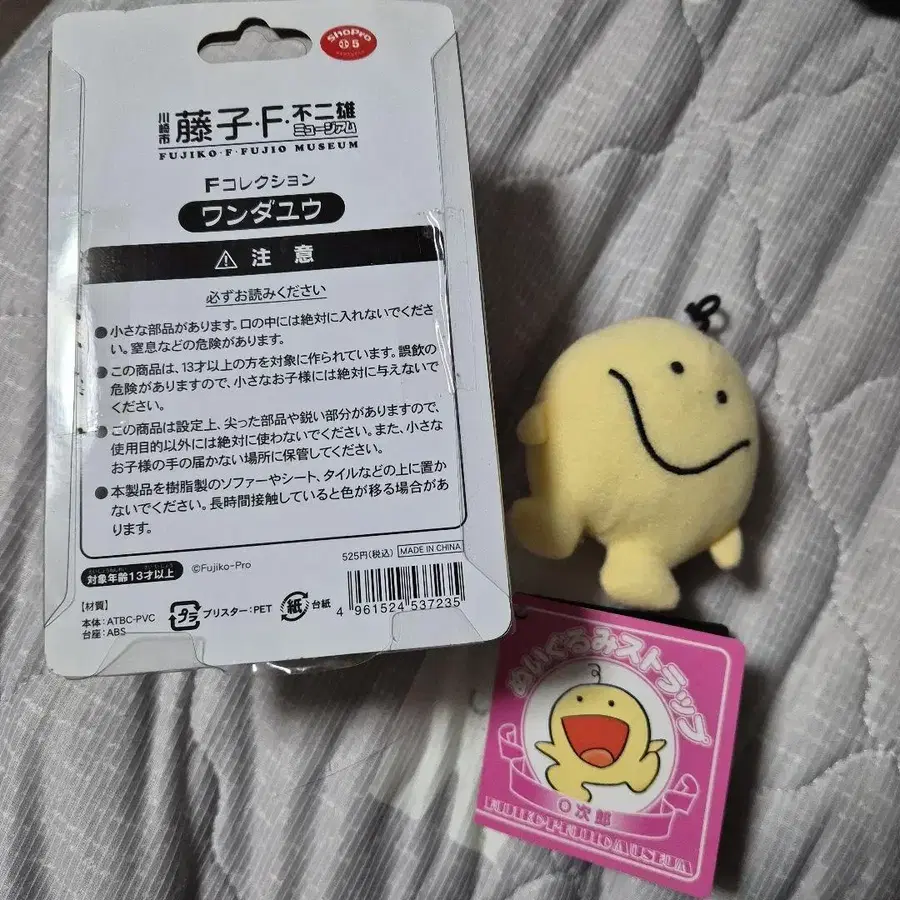 ShoPro
5
川崎市
藤子・F・不二雄
ミュージアム
FUJIKO・F・FUJIO MUSEUM
Fコレクション
ワンダユウ
⚠ 注意
必ずお読みください
●小さな部品があります。口の中には絶対に入れないでくださ
い。窒息などの危険があります。
●この商品は、13才以上の方を対象に作られています。誤飲の
危険がありますので、小さなお子様には絶対に与えないで
ください。
●この商品は設定上、尖った部品や鋭い部分がありますので、
使用目的以外には絶対に使わないでください。また、小さな
お子様の手の届かない場所に保管してください。
●本製品を樹脂製のソファーやシート、タイルなどの上に置か
ないでください。長時間接触していると色が移る場合があ
ります。
対象年齢13才以上
©Fujiko-Pro
525円(税込)
MADE IN CHINA
【材質】
本体:ATBC-PVC
台座:ABS
プラ
ブリスター:PET
紙
台紙
4 961524 537235
ぬいぐるみストラップ
O次郎
FUJIKO・F・FUJIO MUSEUM